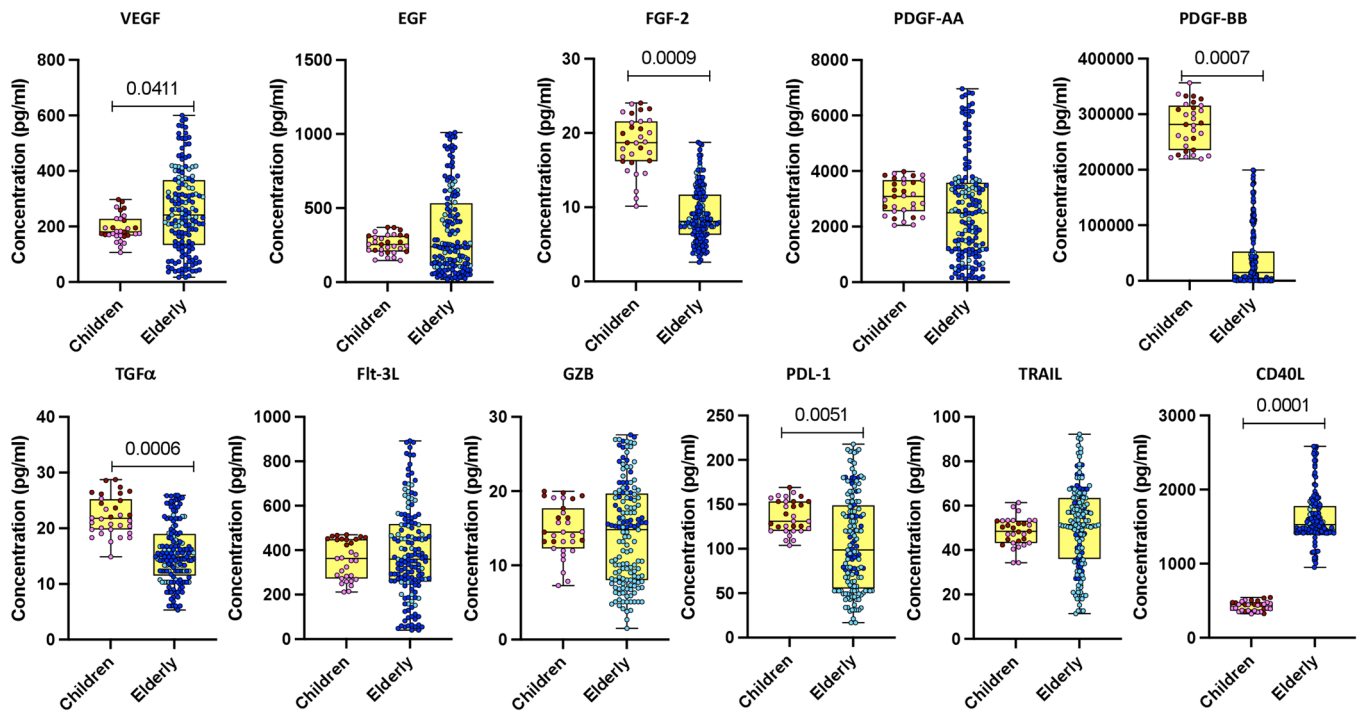 VEGF EGF FGF-2 PDGF-AA PDGF-BB
Concentration (pg/ml)
800
600
400
200
0
0.0411
Children Elderly
Concentration (pg/ml)
1500
1000
500
0
Children Elderly
Concentration (pg/ml)
30
20
10
0
0.0009
Children Elderly
Concentration (pg/ml)
8000
6000
4000
2000
0
Children Elderly
Concentration (pg/ml)
400000
300000
200000
100000
0
0.0007
Children Elderly
TGFα Flt-3L GZB PDL-1 TRAIL CD40L
Concentration (pg/ml)
40
30
20
10
0
0.0006
Children Elderly
Concentration (pg/ml)
1000
800
600
400
200
0
Children Elderly
Concentration (pg/ml)
30
20
10
0
Children Elderly
Concentration (pg/ml)
250
200
150
100
50
0
0.0051
Children Elderly
Concentration (pg/ml)
100
80
60
40
20
0
Children Elderly
Concentration (pg/ml)
3000
2000
1000
0
0.0001
Children Elderly